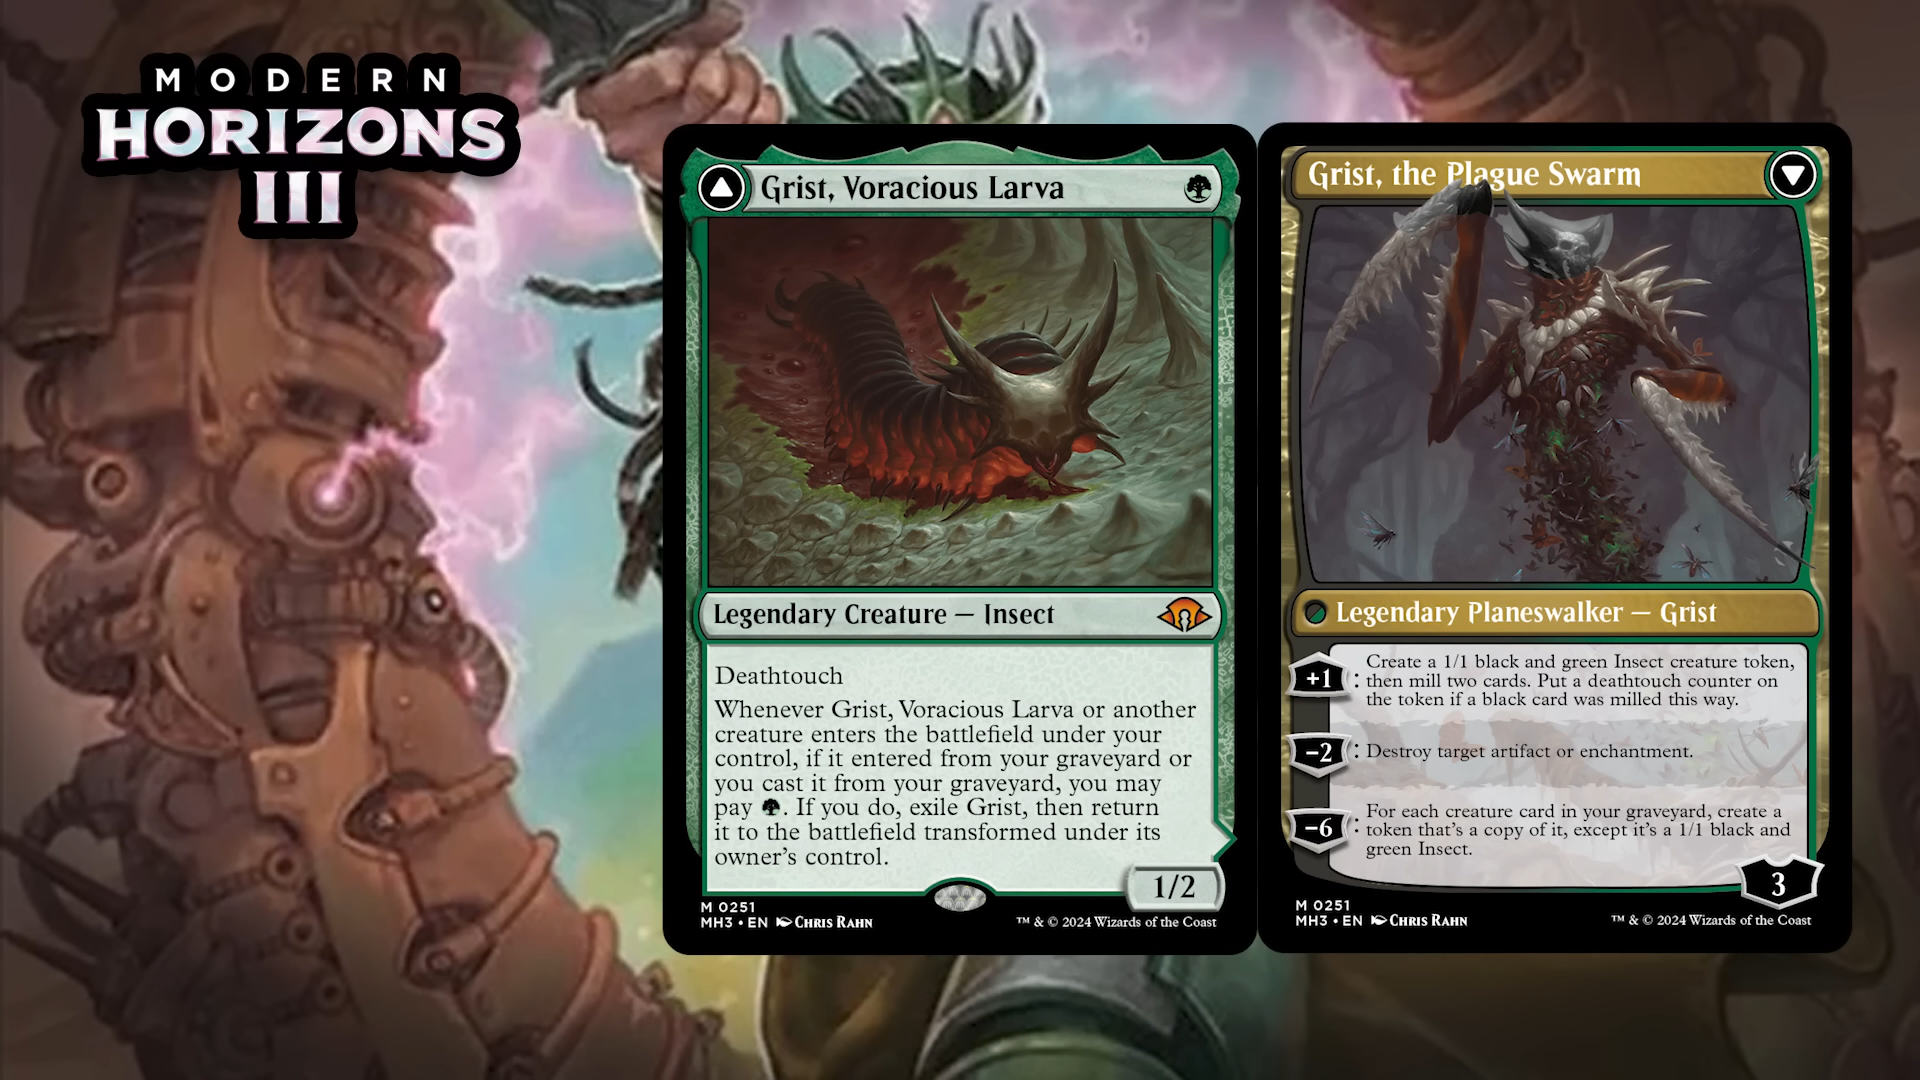 MODERN
HORIZONS
III
Grist, Voracious Larva
Legendary Creature — Insect
Deathtouch
Whenever Grist, Voracious Larva or another
creature enters the battlefield under your
control, if it entered from your graveyard or
you cast it from your graveyard, you may
pay . If you do, exile Grist, then return
it to the battlefield transformed under its
owner's control.
1/2
M 0251
MH3 • EN Chris Rahn
™ & © 2024 Wizards of the Coast
Grist, the Plague Swarm
Legendary Planeswalker — Grist
+1 : Create a 1/1 black and green Insect creature token,
then mill two cards. Put a deathtouch counter on
the token if a black card was milled this way.
−2 : Destroy target artifact or enchantment.
−6 : For each creature card in your graveyard, create a
token that's a copy of it, except it's a 1/1 black and
green Insect.
3
M 0251
MH3 • EN Chris Rahn
™ & © 2024 Wizards of the Coast